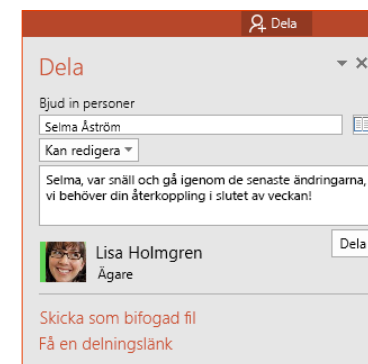 Dela
Dela
Bjud in personer
Selma Åström
Kan redigera
Selma, var snäll och gå igenom de senaste ändringarna,
vi behöver din återkoppling i slutet av veckan!
Dela
Lisa Holmgren
Ägare
Skicka som bifogad fil
Få en delningslänk